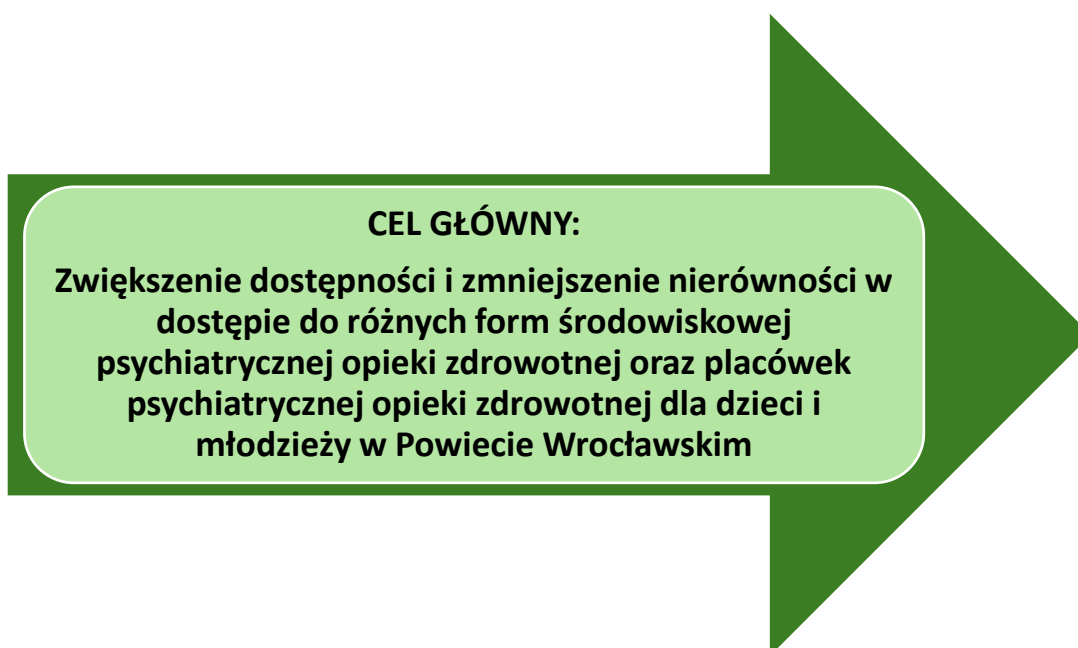 CEL GŁÓWNY:
Zwiększenie dostępności i zmniejszenie nierówności w
dostępie do różnych form środowiskowej
psychiatrycznej opieki zdrowotnej oraz placówek
psychiatrycznej opieki zdrowotnej dla dzieci i
młodzieży w Powiecie Wrocławskim